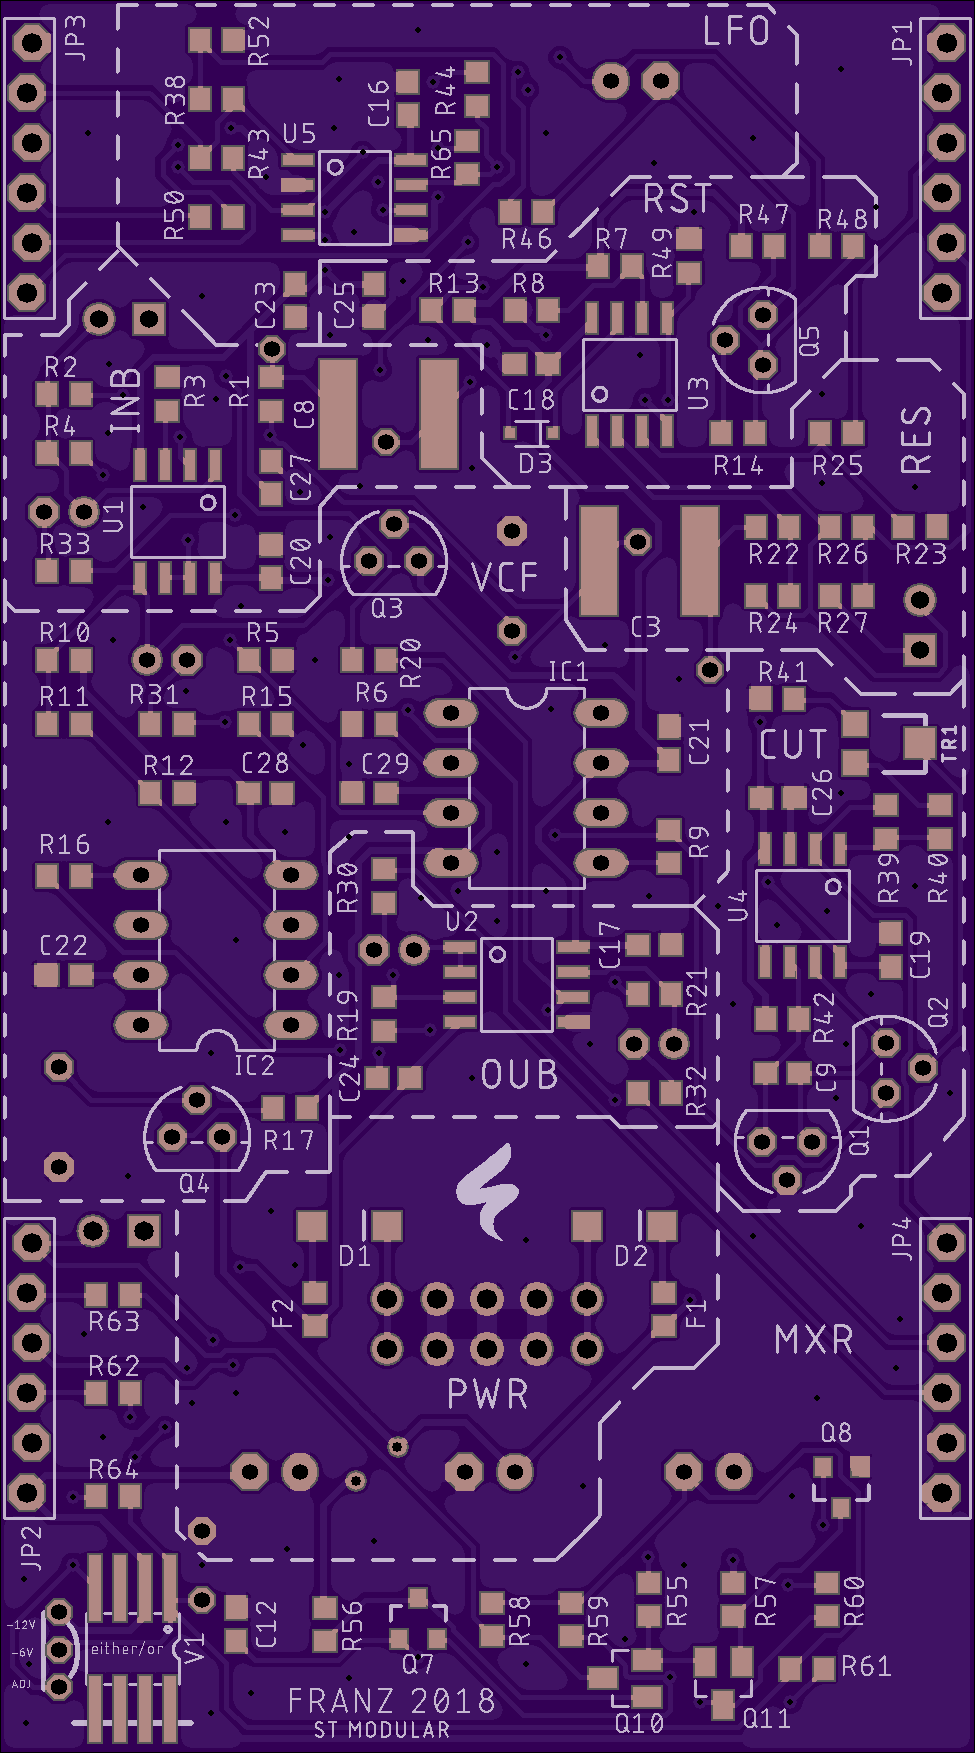 LFO
JP3
R52
R38
C16
R44
JP1
U5
R43
R65
R50
RST
R46
R7
R49
R47
R48
C23
C25
R13
R8
Q5
R2
INB
R3
R1
C8
C18
U3
R4
D3
R14
R25
RES
C27
U1
R33
C20
Q3
VCF
R22
R26
R23
R24
R27
C3
R10
R5
R20
IC1
R11
R31
R15
R6
R41
CUT
TR1
C21
R12
C28
C29
C26
R16
R30
R9
R39
R40
U4
U2
C17
C19
C22
R19
R21
R42
Q2
IC2
C24
OUB
R32
C9
R17
Q1
Q4
D1
D2
JP4
F2
F1
R63
MXR
R62
PWR
Q8
R64
JP2
C12
R56
R58
R59
R55
R57
R60
-12V
-6V
ADJ
either/or
V1
Q7
R61
FRANZ 2018
ST MODULAR
Q10
Q11